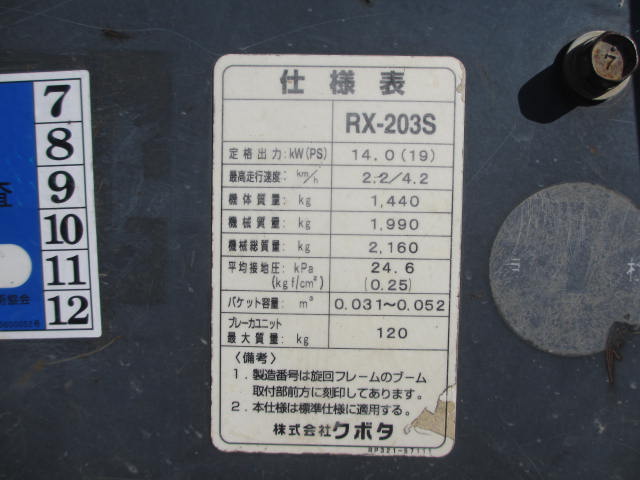 仕様表
RX-203S
定格出力: kW(PS) 14.0(19)
最高走行速度: km/h 2.2/4.2
機体質量: kg 1,440
機械質量: kg 1,990
機械総質量: kg 2,160
平均接地圧: kPa 24.6
(kgf/cm²) (0.25)
バケット容量: m³ 0.031〜0.052
ブレーカユニット
最大質量: kg 120
〈備考〉
1. 製造番号は旋回フレームのブーム
取付部前方に刻印してあります。
2. 本仕様は標準仕様に適用する。
株式会社クボタ
7
8
9
10
11
12
査
協会
7